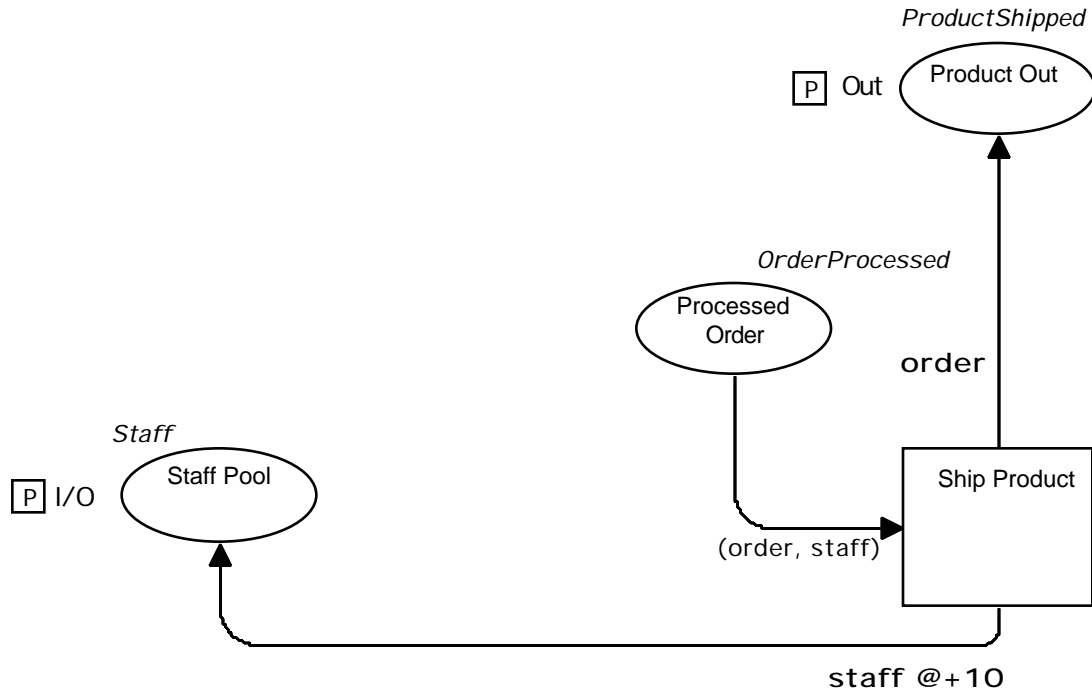 ProductShipped
P Out
Product Out
OrderProcessed
Processed
Order
order
Staff
P I/O
Staff Pool
Ship Product
(order, staff)
staff @+10